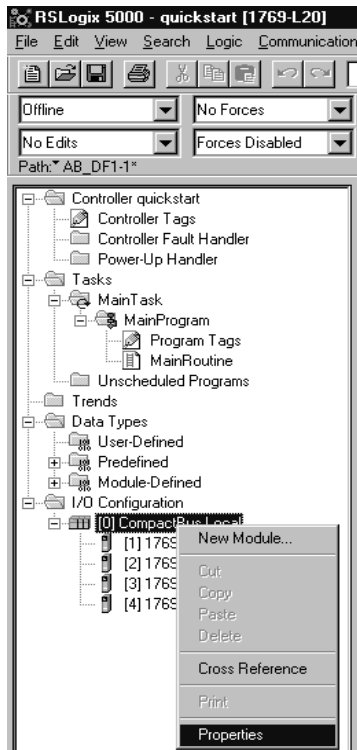 RSLogix 5000 - quickstart [1769-L20]
File Edit View Search Logic Communication
Offline No Forces
No Edits Forces Disabled
Path: AB_DF1-1*
Controller quickstart
Controller Tags
Controller Fault Handler
Power-Up Handler
Tasks
MainTask
MainProgram
Program Tags
MainRoutine
Unscheduled Programs
Trends
Data Types
User-Defined
Predefined
Module-Defined
I/O Configuration
[0] CompactBus Local
New Module...
[1] 1769
[2] 1769 Cut
[3] 1769 Copy
[4] 1769 Paste
Delete
Cross Reference
Print
Properties